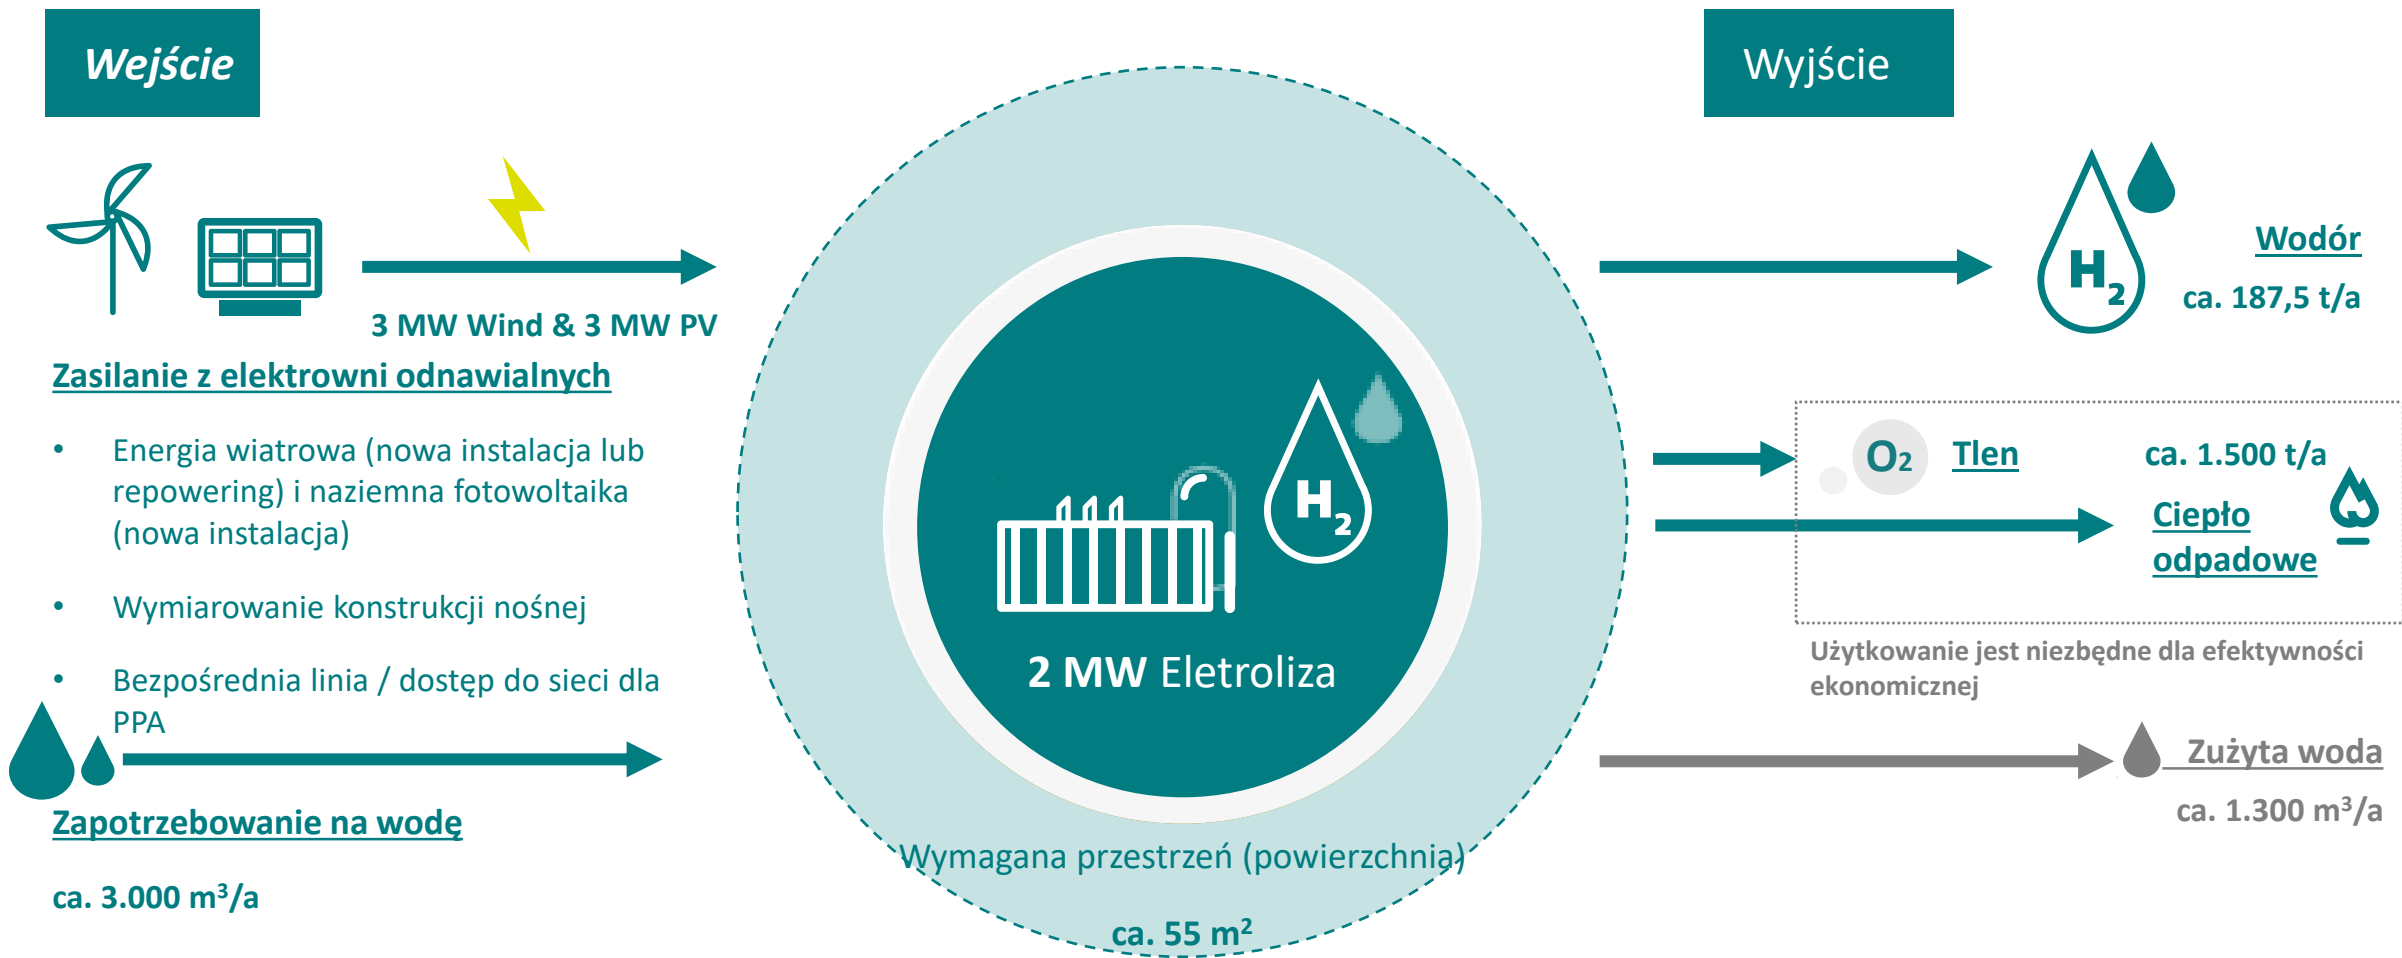 Wejście
3 MW Wind & 3 MW PV
Zasilanie z elektrowni odnawialnych
• Energia wiatrowa (nowa instalacja lub
repowering) i naziemna fotowoltaika
(nowa instalacja)
• Wymiarowanie konstrukcji nośnej
• Bezpośrednia linia / dostęp do sieci dla
PPA
Zapotrzebowanie na wodę
ca. 3.000 m³/a
H₂
2 MW Eletroliza
Wymagana przestrzeń (powierzchnia)
ca. 55 m²
Wyjście
H₂
Wodór
ca. 187,5 t/a
O₂ Tlen ca. 1.500 t/a
Ciepło
odpadowe
Użytkowanie jest niezbędne dla efektywności
ekonomicznej
Zużyta woda
ca. 1.300 m³/a